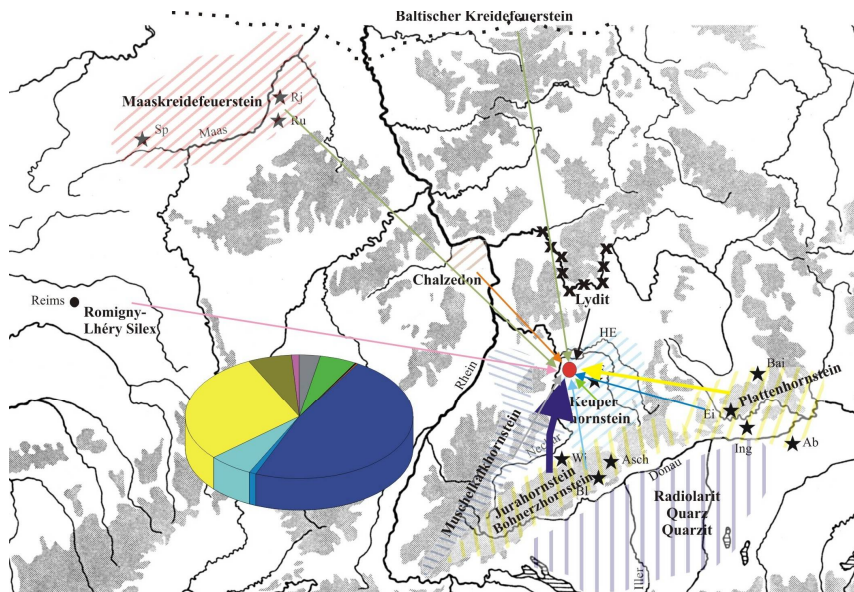 Baltischer Kreidefeuerstein
Maaskreidefeuerstein
Rj
Ru
Sp
Maas
Chalzedon
Lydit
Reims
Romigny-
Lhéry Silex
HE
Rhein
Bai
Plattenhornstein
Keuper
hornstein
Ei
Neckar
Muschelkalkhornstein
Ing
Ab
Wi
Asch
Donau
Jurahornstein
Bohnerzhornstein
Bl
Radiolarit
Quarz
Quarzit
Iller